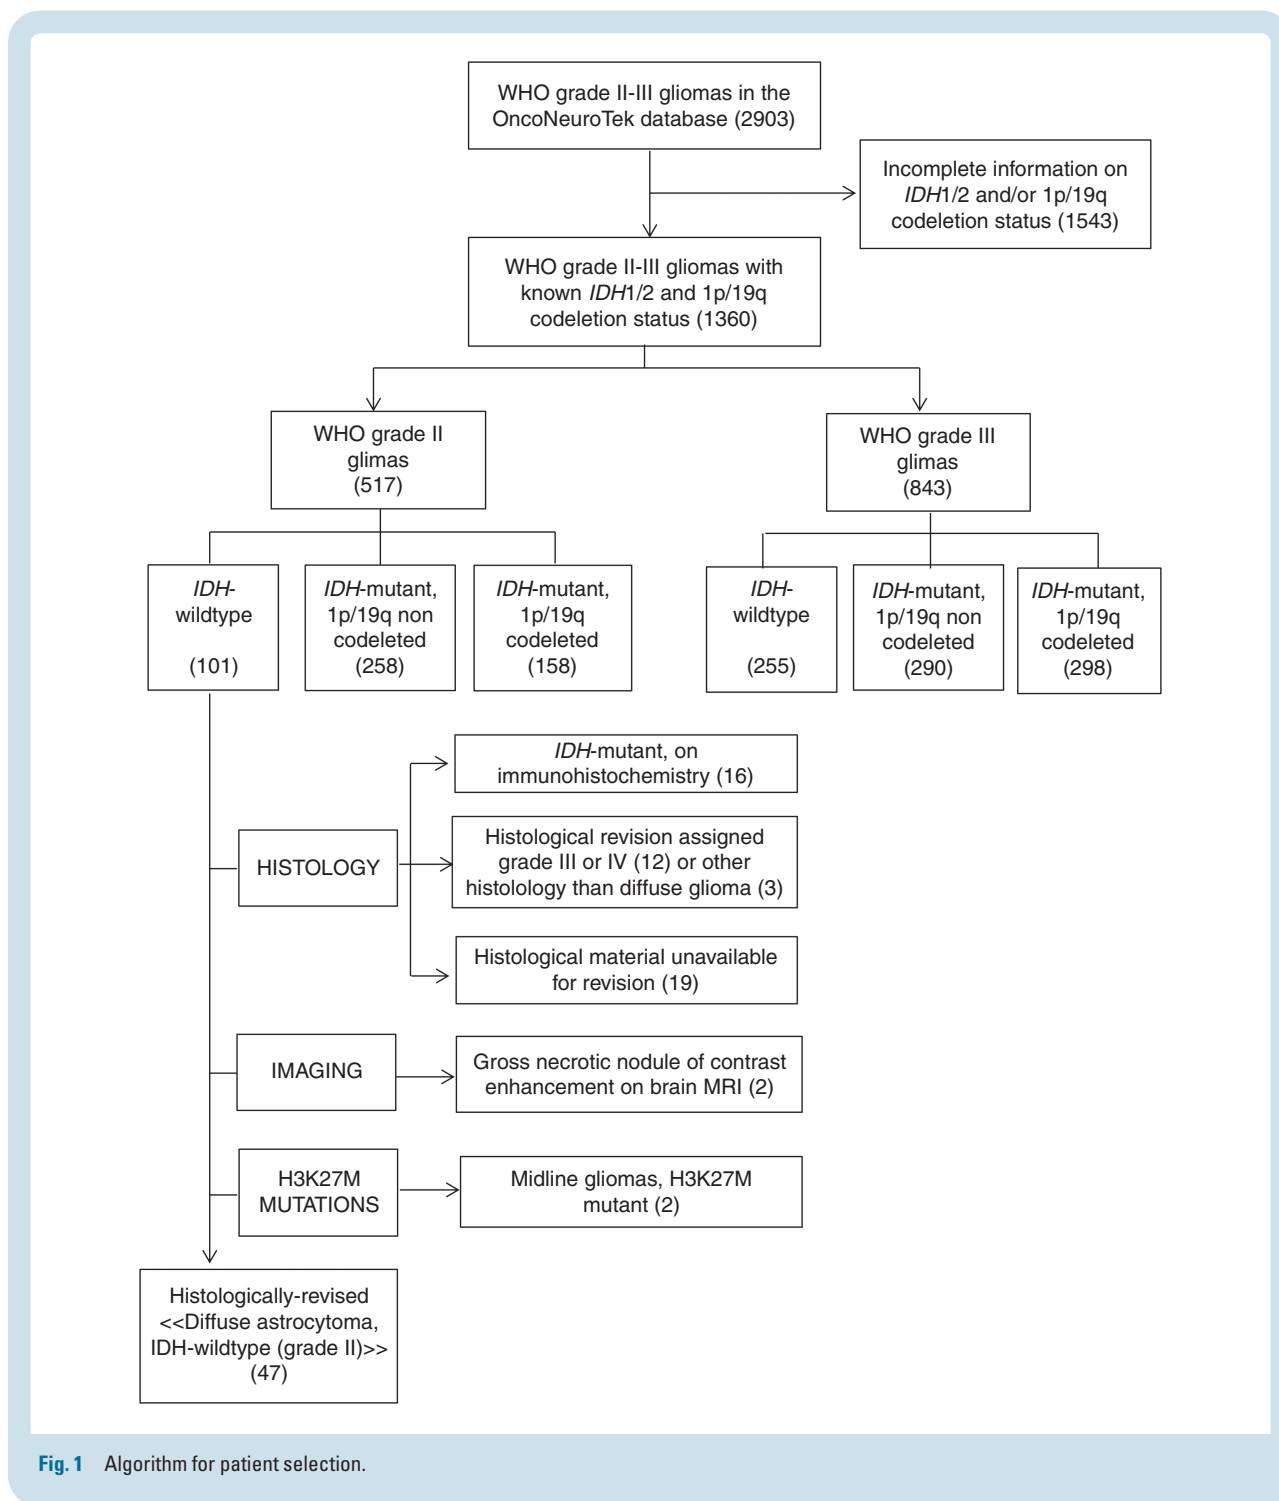 WHO grade II-III gliomas in the
OncoNeuroTek database (2903)
Incomplete information on
IDH1/2 and/or 1p/19q
codeletion status (1543)
WHO grade II-III gliomas with
known IDH1/2 and 1p/19q
codeletion status (1360)
WHO grade II
glimas
(517)
WHO grade III
glimas
(843)
IDH-
wildtype
(101)
IDH-mutant,
1p/19q non
codeleted
(258)
IDH-mutant,
1p/19q
codeleted
(158)
IDH-
wildtype
(255)
IDH-mutant,
1p/19q non
codeleted
(290)
IDH-mutant,
1p/19q
codeleted
(298)
IDH-mutant, on
immunohistochemistry (16)
HISTOLOGY
Histological revision assigned
grade III or IV (12) or other
histolology than diffuse glioma (3)
Histological material unavailable
for revision (19)
IMAGING
Gross necrotic nodule of contrast
enhancement on brain MRI (2)
H3K27M
MUTATIONS
Midline gliomas, H3K27M
mutant (2)
Histologically-revised
<<Diffuse astrocytoma,
IDH-wildtype (grade II)>>
(47)
Fig. 1 Algorithm for patient selection.